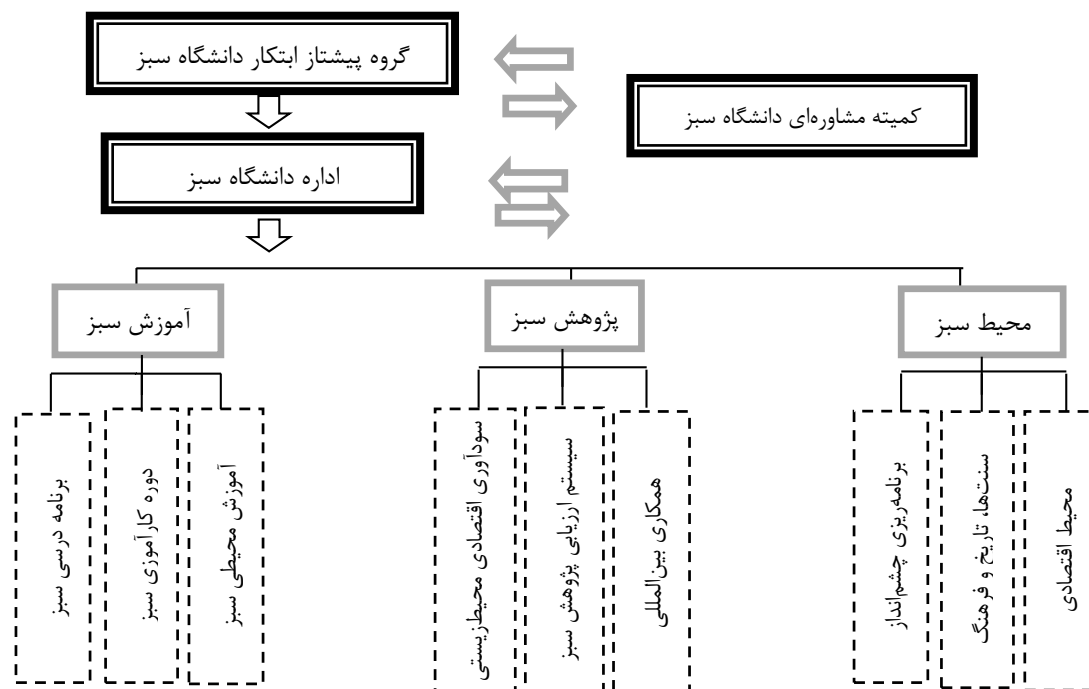 گروه پیشتاز ابتکار دانشگاه سبز
کمیته مشاوره‌ای دانشگاه سبز
اداره دانشگاه سبز
محیط سبز
پژوهش سبز
آموزش سبز
محیط اقتصادی
سنت‌ها، تاریخ و فرهنگ
برنامه‌ریزی چشم‌انداز
همکاری بین‌المللی
سیستم ارزیابی پژوهش سبز
سودآوری اقتصادی محیط‌زیستی
آموزش محیطی سبز
دوره کارآموزی سبز
برنامه درسی سبز